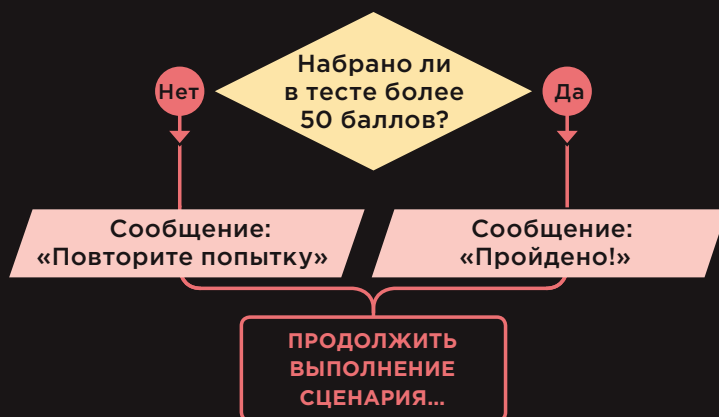 Набрано ли
в тесте более
50 баллов?
Нет
Да
Сообщение:
«Повторите попытку»
Сообщение:
«Пройдено!»
ПРОДОЛЖИТЬ
ВЫПОЛНЕНИЕ
СЦЕНАРИЯ...